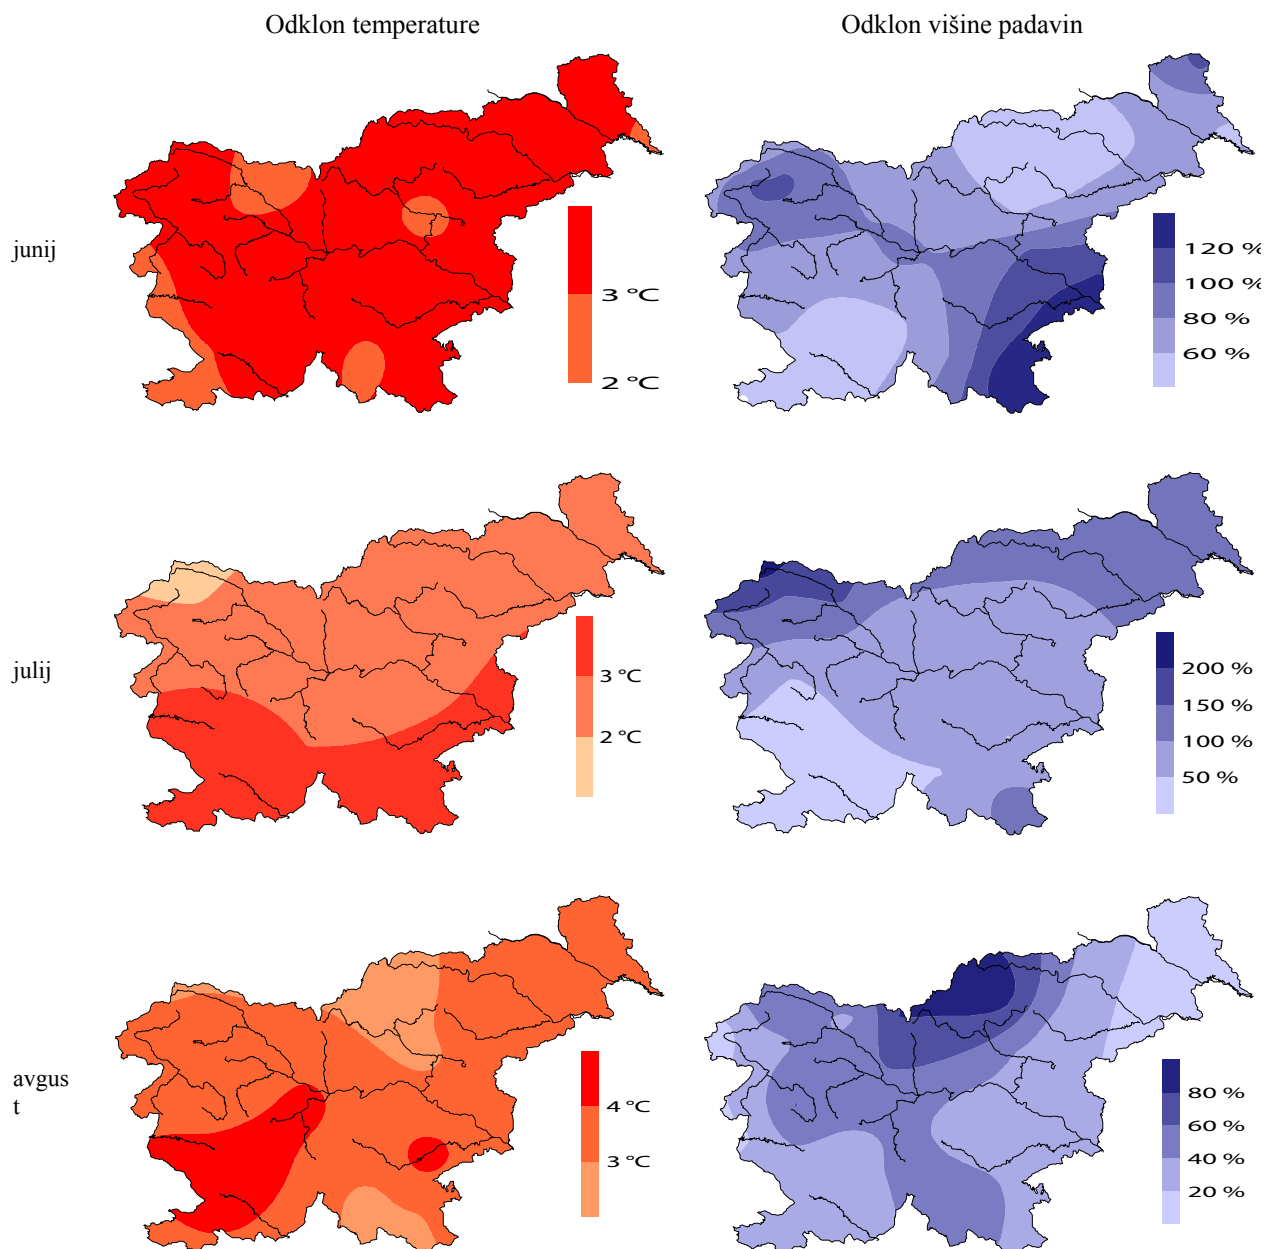 Odklon temperature
Odklon višine padavin
junij
3 °C
2 °C
120 %
100 %
80 %
60 %
julij
3 °C
2 °C
200 %
150 %
100 %
50 %
avgus
t
4 °C
3 °C
80 %
60 %
40 %
20 %